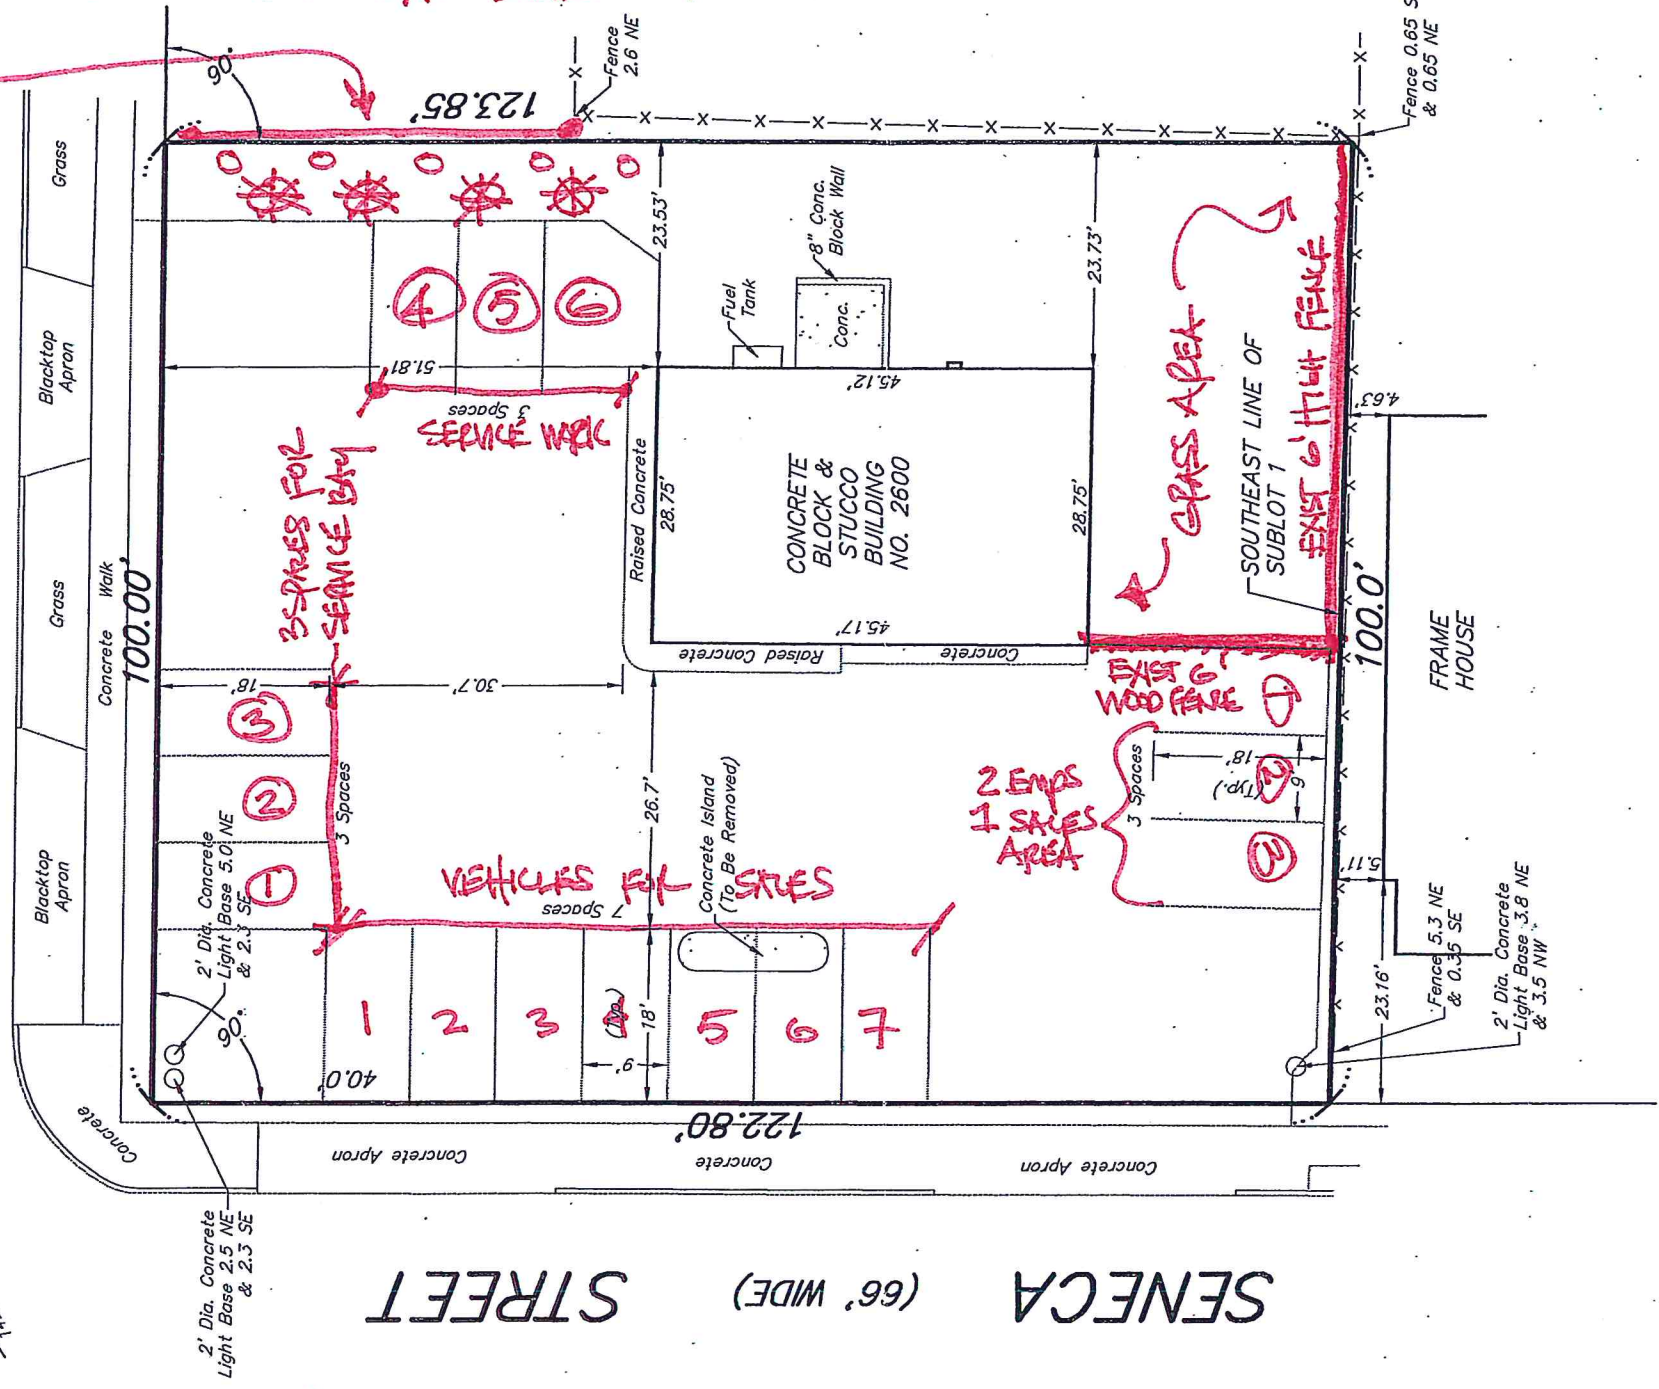 Fence
2.6 NE
Fence 0.65 S
& 0.65 NE
90°
123.85'
Grass
Blacktop
Apron
Grass
Blacktop
Apron
Concrete
Concrete Walk
100.00'
4
5
6
51.81
3 Spaces
SERVICE WORK
3 SPACES FOR
SERVICE BAY
23.53'
Fuel
Tank
8" Conc.
Block Wall
Conc.
23.73'
45.12'
Raised Concrete
28.75'
CONCRETE
BLOCK &
STUCCO
BUILDING
NO. 2600
28.75'
45.17'
Raised Concrete
Concrete
GRASS AREA
SOUTHEAST LINE OF
SUBLOT 1
EXIST 6' HIGH FENCE
4.63'
100.0'
FRAME
HOUSE
EXIST 6'
WOOD FENCE
1
2
3
3 Spaces
18'
(Typ.)
9'
2 EMPS
1 SALES
AREA
5.11'
23.16'
Fence 5.3 NE
& 0.35 SE
2' Dia. Concrete
Light Base 3.8 NE
& 3.5 NW
18'
30.7'
3
2
1
3 Spaces
2' Dia. Concrete
Light Base 5.0 NE
& 2.3 SE
26.7'
VEHICLES FOR SALES
7 Spaces
Concrete Island
(To Be Removed)
1
2
3
4
(Typ.)
5
6
7
18'
9'
90°
40.0'
122.80'
Concrete Apron
Concrete
Concrete Apron
2' Dia. Concrete
Light Base 2.5 NE
& 2.3 SE
SENECA (66' WIDE) STREET